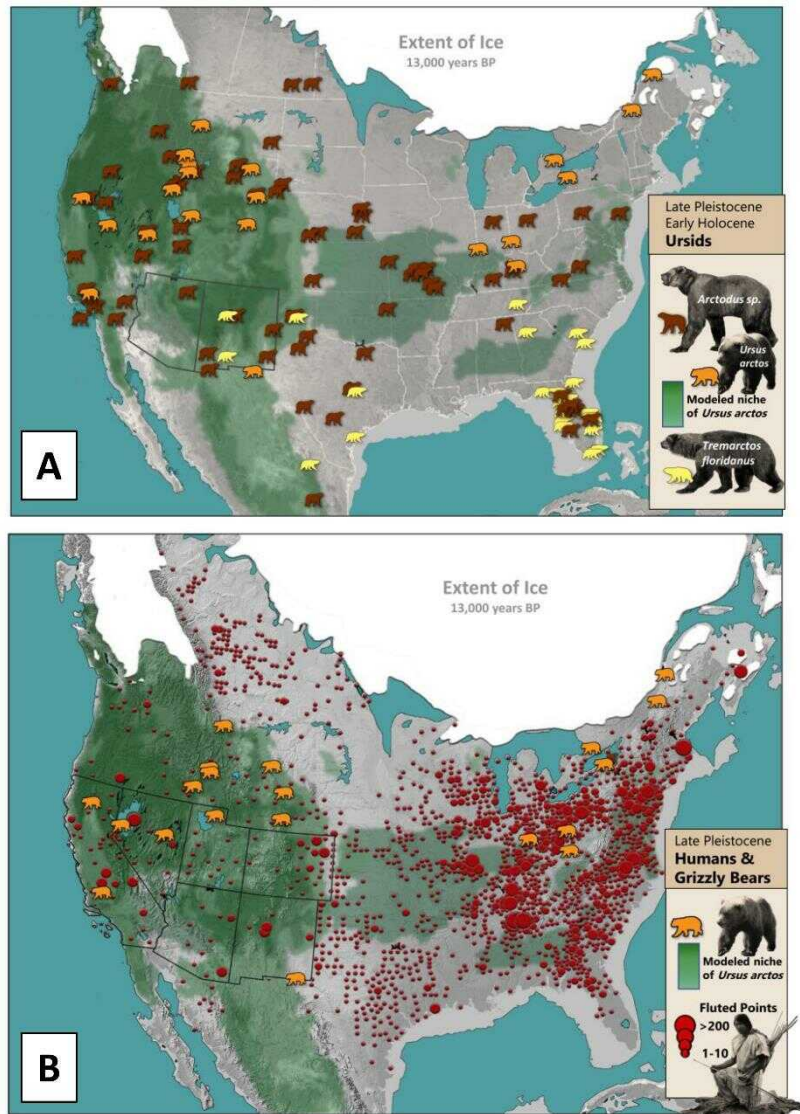 Extent of Ice
13,000 years BP
Late Pleistocene
Early Holocene
Ursids
Arctodus sp.
Ursus
arctos
Modeled niche
of Ursus arctos
Tremarctos
floridanus
A
Extent of Ice
13,000 years BP
Late Pleistocene
Humans &
Grizzly Bears
Modeled niche
of Ursus arctos
Fluted Points
>200
1-10
B